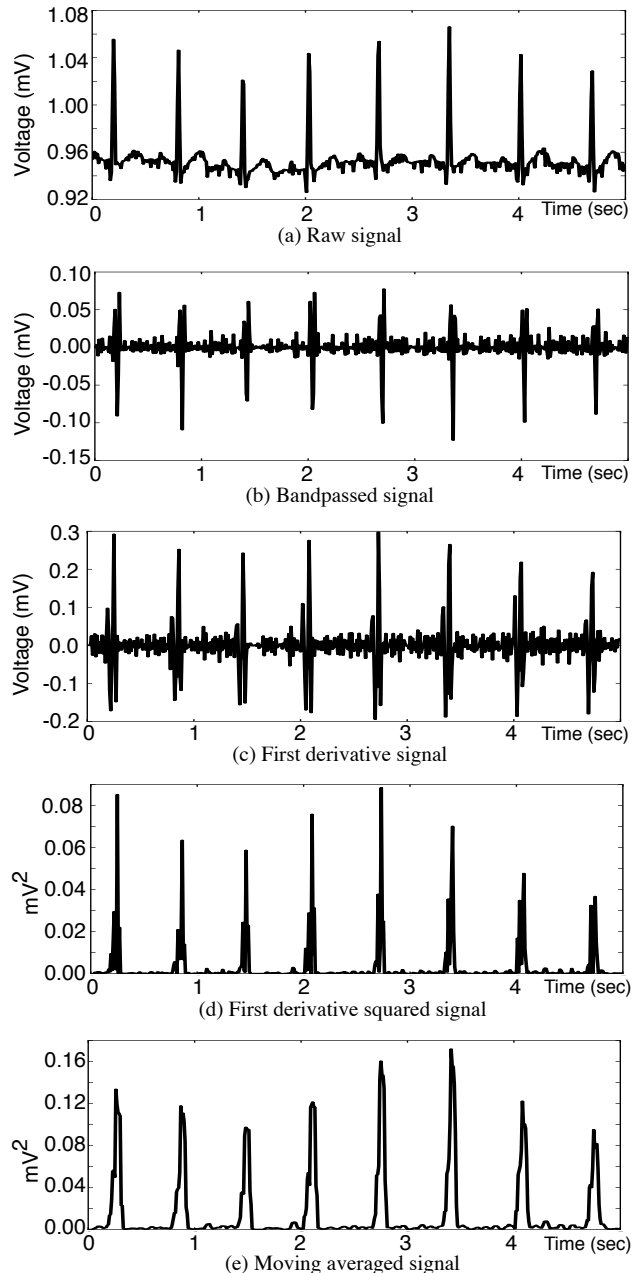 1.08
1.04
1.00
0.96
0.92
Voltage (mV)
0 1 2 3 4 Time (sec)
(a) Raw signal
0.10
0.05
0.00
-0.05
-0.10
-0.15
Voltage (mV)
0 1 2 3 4 Time (sec)
(b) Bandpassed signal
0.3
0.2
0.1
0.0
-0.1
-0.2
Voltage (mV)
0 1 2 3 4 Time (sec)
(c) First derivative signal
0.08
0.06
0.04
0.02
0.00
mV²
0 1 2 3 4 Time (sec)
(d) First derivative squared signal
0.16
0.12
0.08
0.04
0.00
mV²
0 1 2 3 4 Time (sec)
(e) Moving averaged signal